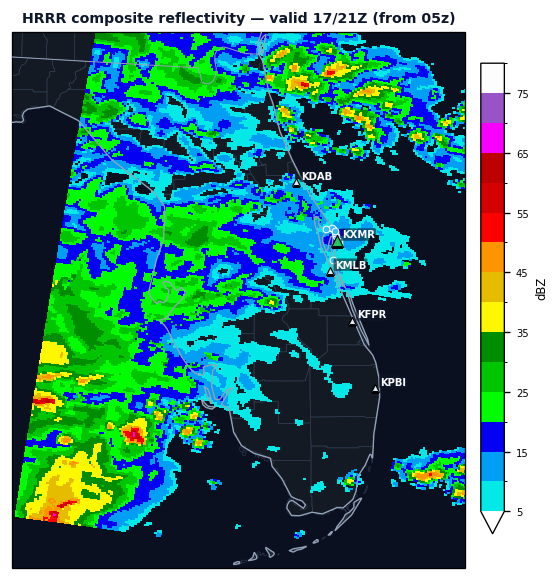 HRRR composite reflectivity — valid 17/21Z (from 05z)
75
65
KDAB
55
KXMR
KMLB
45
dBZ
KFPR
35
KPBI
25
15
5